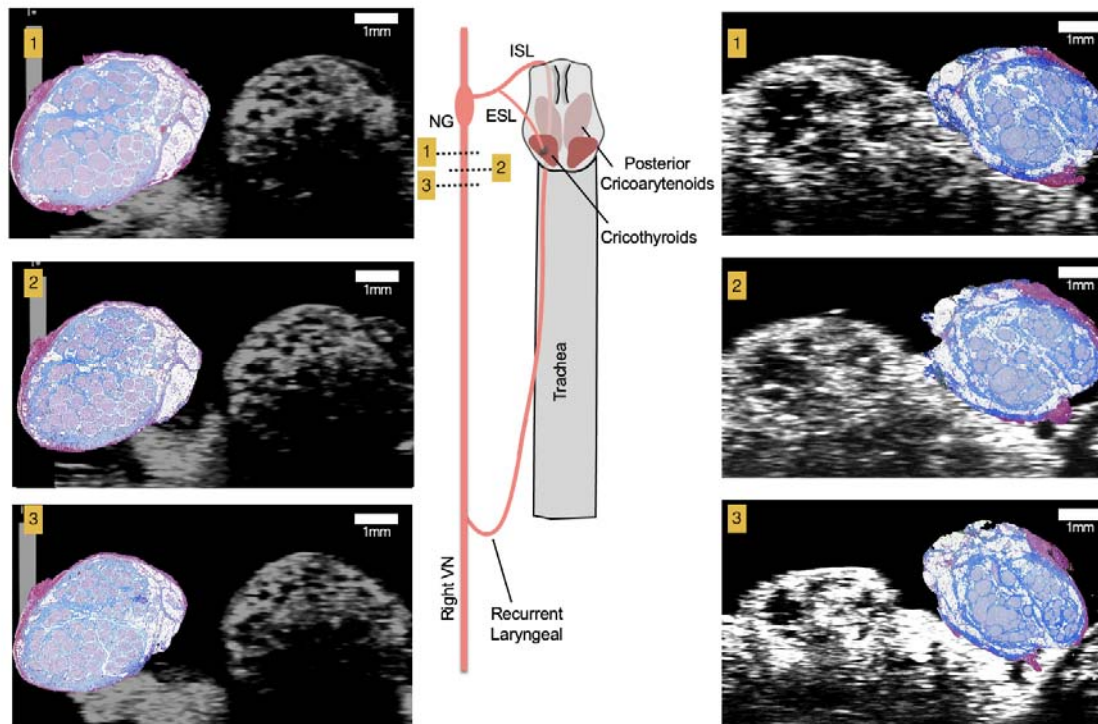 1
1mm
2
1mm
3
1mm
ISL
NG
ESL
1
2
3
Posterior
Cricoarytenoids
Cricothyroids
Trachea
Right VN
Recurrent
Laryngeal
1
1mm
2
1mm
3
1mm